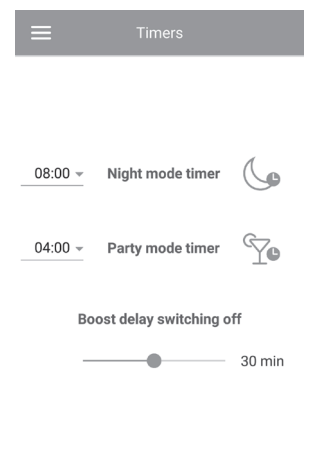 Timers
08:00 Night mode timer
04:00 Party mode timer
Boost delay switching off
30 min